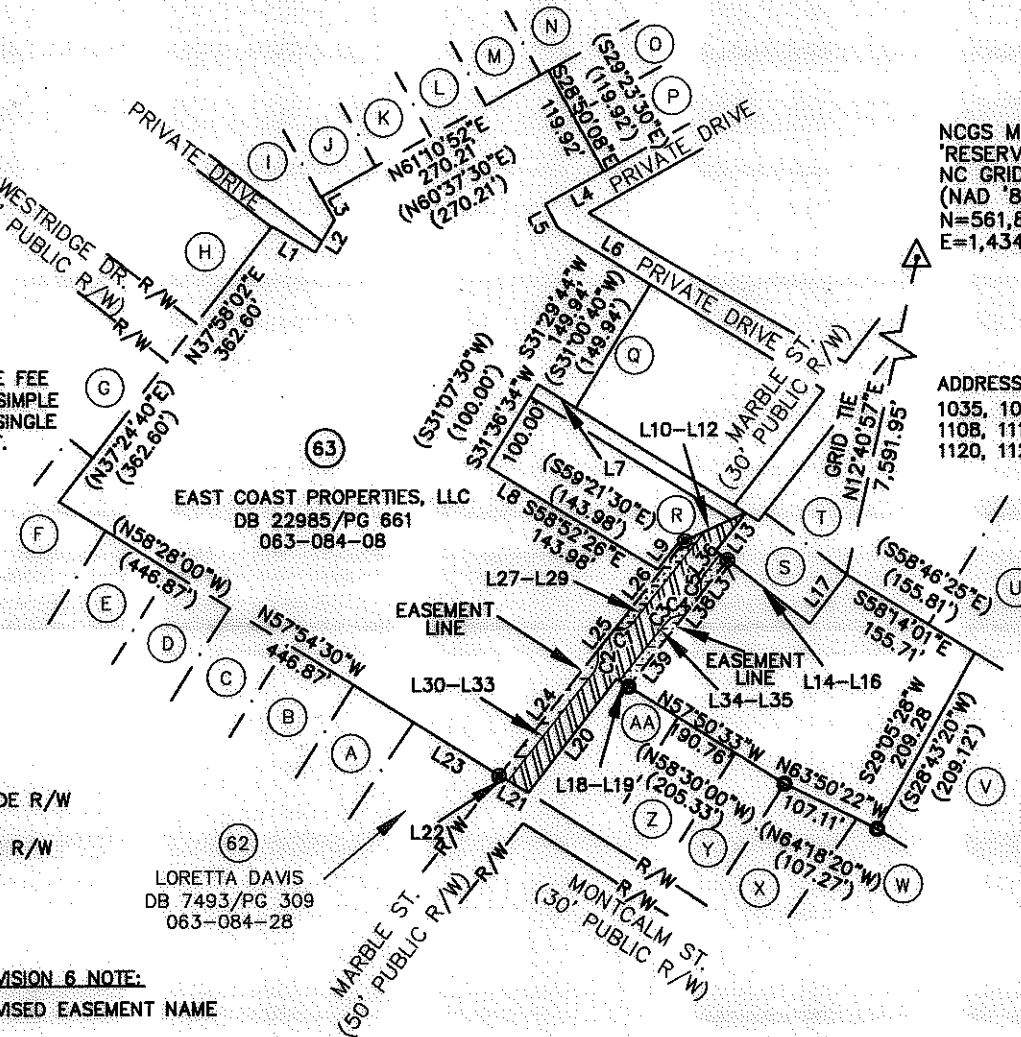 I
J
K
L
M
N
O
P
PRIVATE DRIVE
N61°10'52"E
270.21'
(N60°37'30"E)
(270.21')
S28°50'08"E
119.92'
(S29°23'30"E)
(119.92')
L4 PRIVATE DRIVE
L3
L2
L1
L5
L6 PRIVATE DRIVE
WESTRIDGE DR.
PUBLIC R/W)
R/W
R/W
H
N37°58'02"E
362.60'
G
(N37°24'40"E)
(362.60')
NCGS M
'RESERV
NC GRID
(NAD '8
N=561,8
E=1,434
E FEE
SIMPLE
SINGLE
63
EAST COAST PROPERTIES, LLC
DB 22985/PG 661
063-084-08
S31°29'44"W
149.94'
(S31°00'40"W)
(149.94')
(S31°07'30"W)
(100.00')
S31°36'34"W
100.00'
Q
L7
L10-L12
MARBLE ST.
(30' PUBLIC R/W)
GRID TIE
N12°40'57"E
7,591.95'
ADDRESS
1035, 10
1108, 111
1120, 112
L8 S58°52'26"E
143.98'
(S59°21'30"E)
(143.98')
R
L9
L36
L13
L37
L38
S
T
U
L17
(S58°46'25"E)
(155.81')
S58°14'01"E
155.71'
F
E
D
C
B
A
(N58°28'00"W)
(446.87')
N57°54'30"W
446.87'
L27-L29
L26
L25
EASEMENT
LINE
C1
C2
C3
C4
C5
L39
EASEMENT
LINE
L34-L35
L14-L16
L30-L33
L24
L20
L23
L21
L22
L18-L19
AA
N57°50'33"W
190.76
(N58°30'00"W)
(205.33')
N63°50'22"W
107.11'
(N64°18'20"W)
(107.27')
S29°05'28"W
209.28
(S28°43'20"W)
(209.12')
V
W
X
Y
Z
DE R/W
R/W
62
LORETTA DAVIS
DB 7493/PG 309
063-084-28
R/W
R/W
R/W
R/W
MARBLE ST.
(50' PUBLIC R/W)
MONTCALM ST.
(30' PUBLIC R/W)
VISION 6 NOTE:
VISED EASEMENT NAME